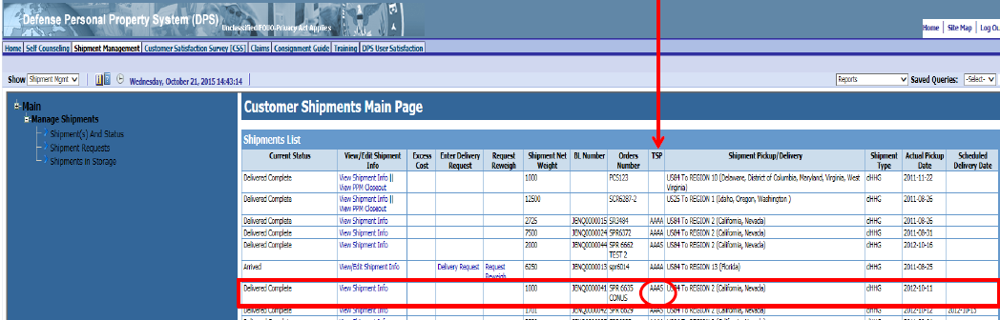 Defense Personal Property System (DPS)
Unclassified/FOUO-Privacy Act Applies
Home | Site Map | Log Ou
Home | Self Counseling | Shipment Management | Customer Satisfaction Survey [CSS] | Claims | Consignment Guide | Training | DPS User Satisfaction
Show Shipment Mgmt Wednesday, October 21, 2015 14:43:14 Reports Saved Queries: -Select-
Main
Manage Shipments
Shipment(s) And Status
Shipment Requests
Shipments in Storage
Customer Shipments Main Page
Shipments List
Current Status View/Edit Shipment Info Excess Cost Enter Delivery Request Request Reweigh Shipment Net Weight BL Number Orders Number TSP Shipment Pickup/Delivery Shipment Type Actual Pickup Date Scheduled Delivery Date
Delivered Complete View Shipment Info || View PPM Closeout 1000 PCS123 US84 To REGION 10 (Delaware, District of Columbia, Maryland, Virginia, West Virginia) dHHG 2011-11-22
Delivered Complete View Shipment Info || View PPM Closeout 12500 SCR6287-2 US25 To REGION 1 (Idaho, Oregon, Washington ) dHHG 2011-08-26
Delivered Complete View Shipment Info 2725 JENQ0000015 SR3484 AAAA US84 To REGION 2 (California, Nevada) dHHG 2011-08-26
Delivered Complete View Shipment Info 7500 JENQ0000024 SPR6372 AAAA US84 To REGION 2 (California, Nevada) dHHG 2011-08-31
Delivered Complete View Shipment Info 2000 JENQ0000044 SPR 6662 TEST 2 AAAS US84 To REGION 2 (California, Nevada) dHHG 2012-10-16
Arrived View/Edit Shipment Info Delivery Request Request Reweigh 6250 JENQ0000013 spr6014 AAAA US84 To REGION 13 (Florida) dHHG 2011-08-25
Delivered Complete View Shipment Info 1000 JENQ0000041 SPR 6635 CONUS AAAS US84 To REGION 2 (California, Nevada) dHHG 2012-10-11
Delivered Complete View Shipment Info 1701 JENQ0000042 SPR 6629 AAAS US84 To REGION 2 (California, Nevada) dHHG 2012-10-12 2012-10-15